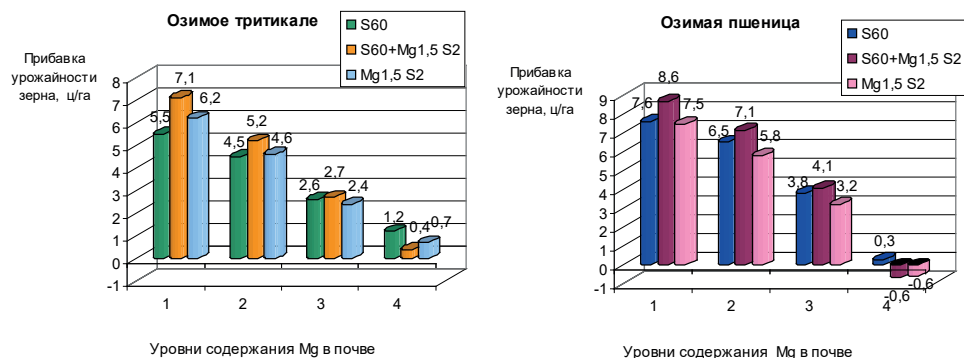 Озимое тритикале
Прибавка
урожайности
зерна, ц/га
S60
S60+Mg1,5 S2
Mg1,5 S2
8
7
6
5
4
3
2
1
0
-1
5,5
7,1
6,2
4,5
5,2
4,6
2,6
2,7
2,4
1,2
0,4
0,7
1 2 3 4
Уровни содержания Mg в почве
Озимая пшеница
Прибавка
урожайности
зерна, ц/га
S60
S60+Mg1,5 S2
Mg1,5 S2
9
8
7
6
5
4
3
2
1
0
-1
7,6
8,6
7,5
6,5
7,1
5,8
3,8
4,1
3,2
0,3
-0,6
-0,6
1 2 3 4
Уровни содержания Mg в почве